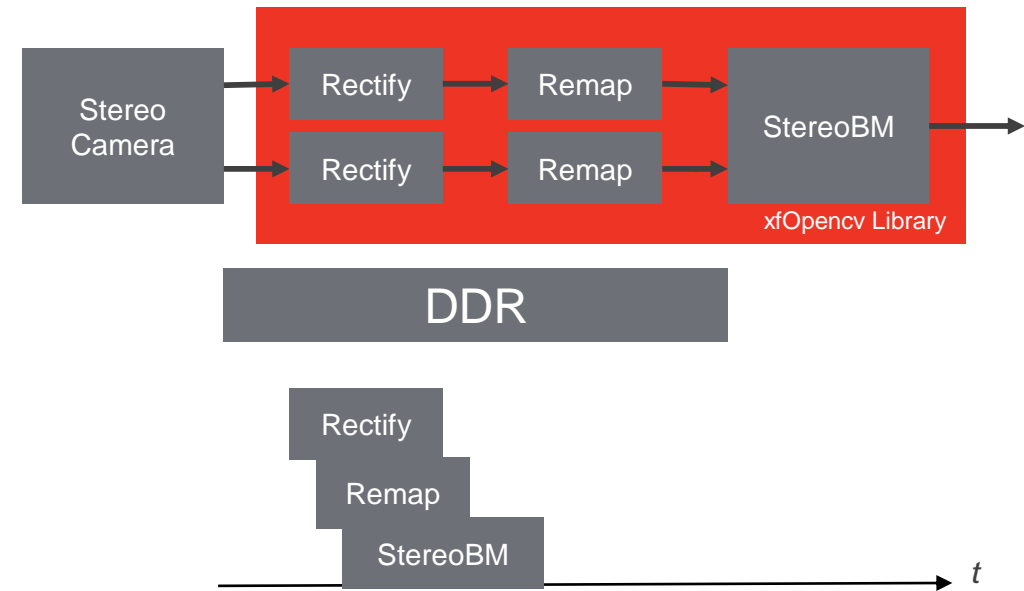 Stereo
Camera
Rectify
Remap
Rectify
Remap
StereoBM
xfOpencv Library
DDR
Rectify
Remap
StereoBM
t